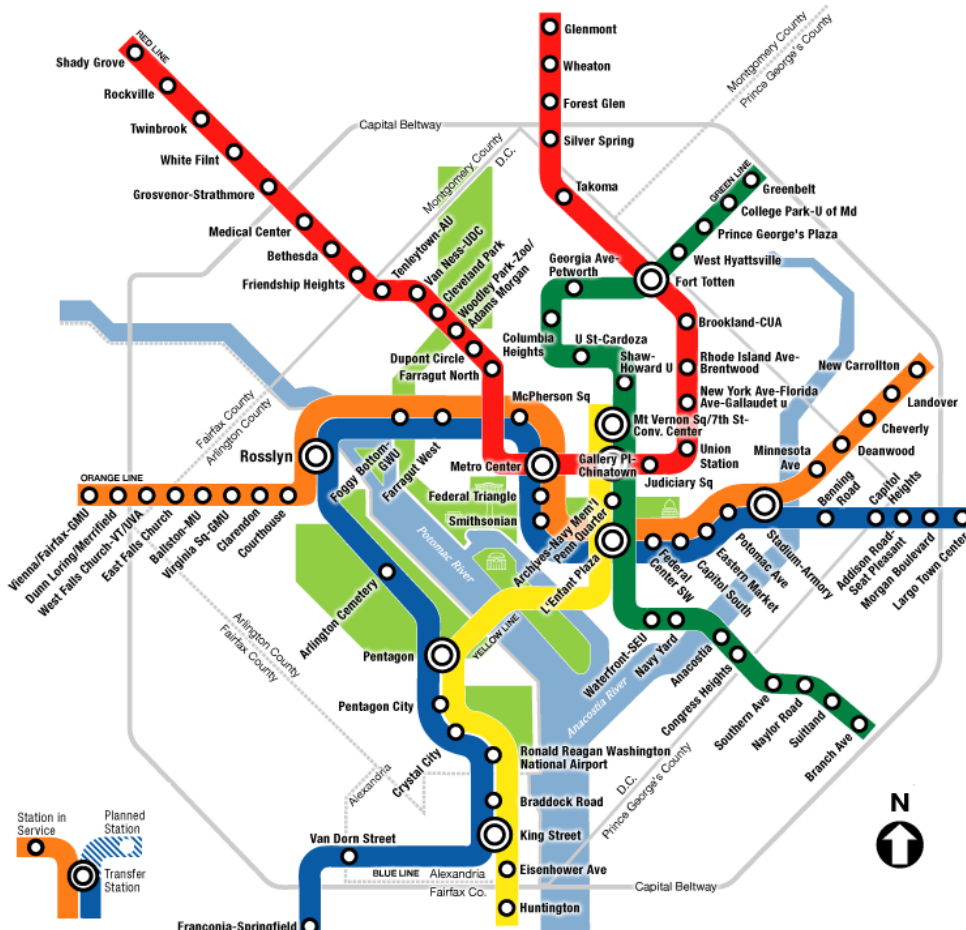 RED LINE
Shady Grove
Rockville
Twinbrook
White Filnt
Grosvenor-Strathmore
Medical Center
Bethesda
Friendship Heights
Tenleytown-AU
Van Ness-UDC
Cleveland Park
Woodley Park-Zoo/
Adams Morgan
Dupont Circle
Farragut North
Capital Beltway
Montgomery County
D.C.
Montgomery County
Montgomery County
Prince George's County
Glenmont
Wheaton
Forest Glen
Silver Spring
Takoma
GREEN LINE
Greenbelt
College Park-U of Md
Prince George's Plaza
West Hyattsville
Fort Totten
Georgia Ave-
Petworth
Columbia
Heights
U St-Cardoza
Shaw-
Howard U
Brookland-CUA
Rhode Island Ave-
Brentwood
New York Ave-Florida
Ave-Gallaudet u
Mt Vernon Sq/7th St-
Conv. Center
Union
Station
Gallery Pl-
Chinatown
Judiciary Sq
Metro Center
McPherson Sq
Federal Triangle
Smithsonian
Foggy Bottom-
GWU
Farragut West
Rosslyn
Fairfax County
Arlington County
ORANGE LINE
Vienna/Fairfax-GMU
Dunn Loring/Merrifield
West Falls Church-VT/UVA
East Falls Church
Ballston-MU
Virginia Sq-GMU
Clarendon
Courthouse
New Carrollton
Landover
Cheverly
Deanwood
Minnesota
Ave
Benning
Road
Capitol
Heights
Addison Road-
Seat Pleasant
Morgan Boulevard
Largo Town Center
Stadium-Armory
Potomac Ave
Eastern Market
Capitol South
Federal
Center SW
Archives-Navy Mem'l
Penn Quarter
L'Enfant Plaza
Potomac River
Arlington Cemetery
Arlington County
Fairfax County
Pentagon
YELLOW LINE
Pentagon City
Crystal City
Waterfront-SEU
Navy Yard
Anacostia
Congress Heights
Southern Ave
Naylor Road
Suitland
Branch Ave
Anacostia River
D.C.
Prince George's County
Ronald Reagan Washington
National Airport
Braddock Road
King Street
Eisenhower Ave
Huntington
Alexandria
Van Dorn Street
BLUE LINE
Alexandria
Fairfax Co.
Franconia-Springfield
Capital Beltway
N
Station in
Service
Planned
Station
Transfer
Station